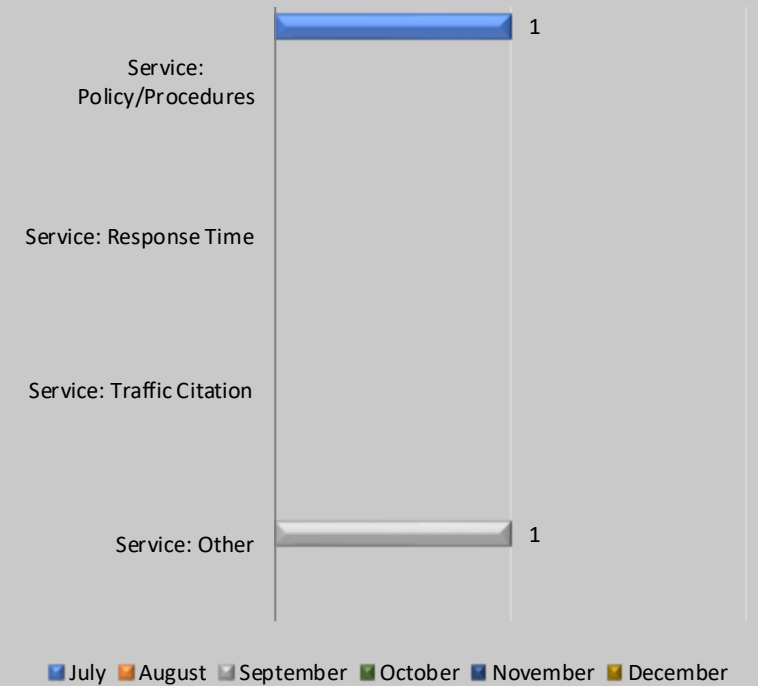 1
Service:
Policy/Procedures
Service: Response Time
Service: Traffic Citation
Service: Other
1
July August September October November December